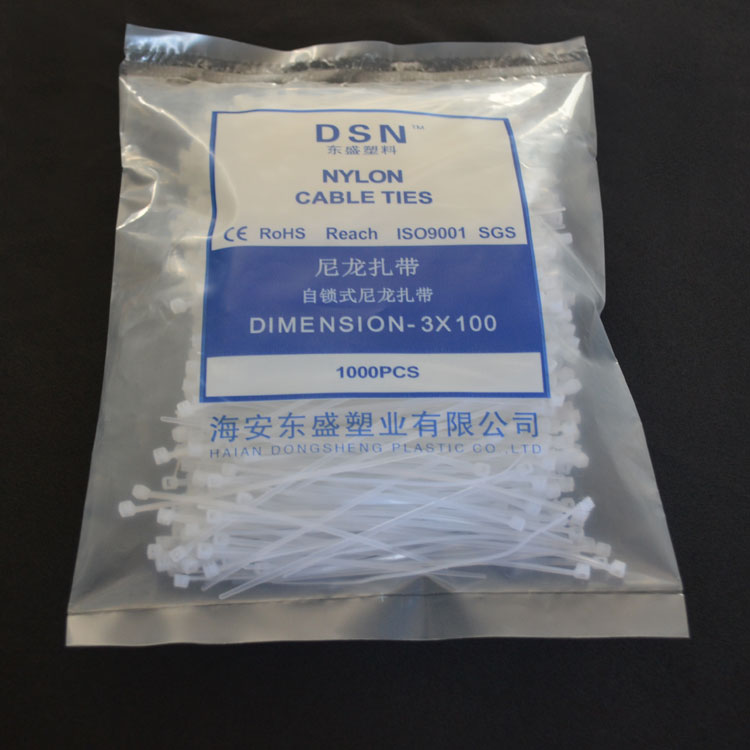 DSN™
东盛塑料
NYLON
CABLE TIES
CE RoHS Reach ISO9001 SGS
尼龙扎带
自锁式尼龙扎带
DIMENSION-3X100
1000PCS
海安东盛塑业有限公司
HAIAN DONGSHENG PLASTIC CO.,LTD